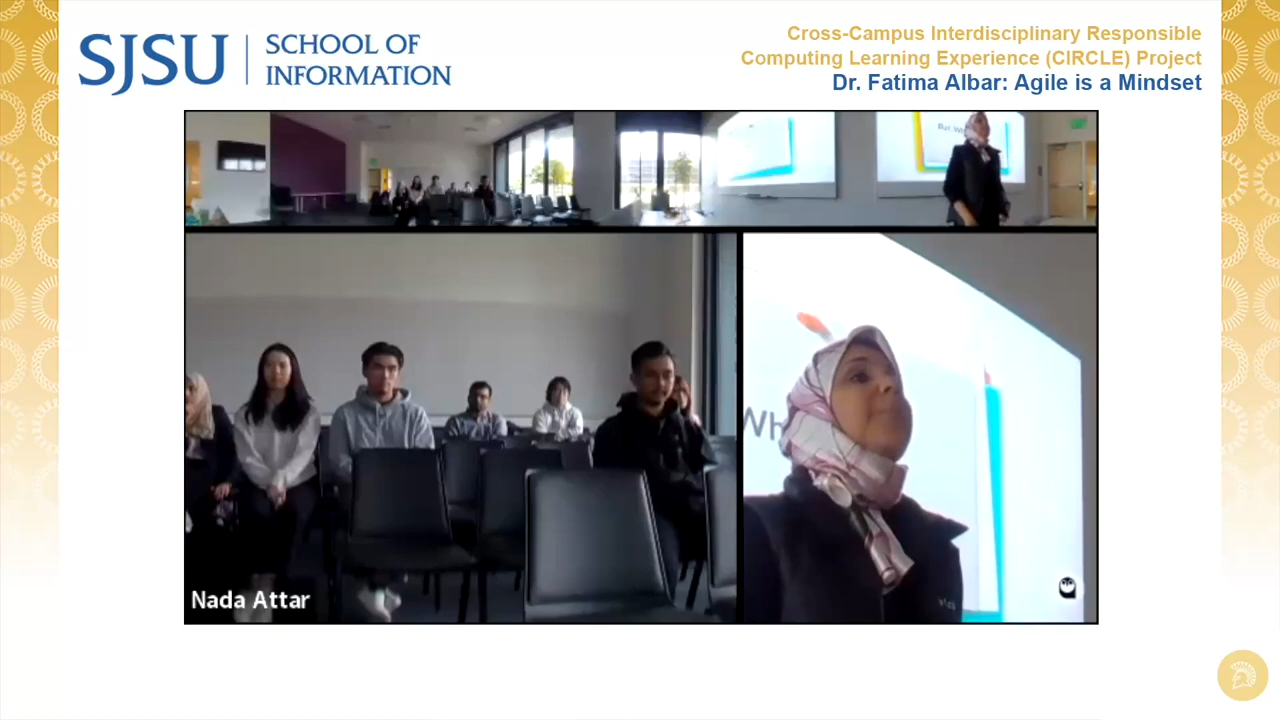 SJSU
SCHOOL OF
INFORMATION
Cross-Campus Interdisciplinary Responsible
Computing Learning Experience (CIRCLE) Project
Dr. Fatima Albar: Agile is a Mindset
Nada Attar